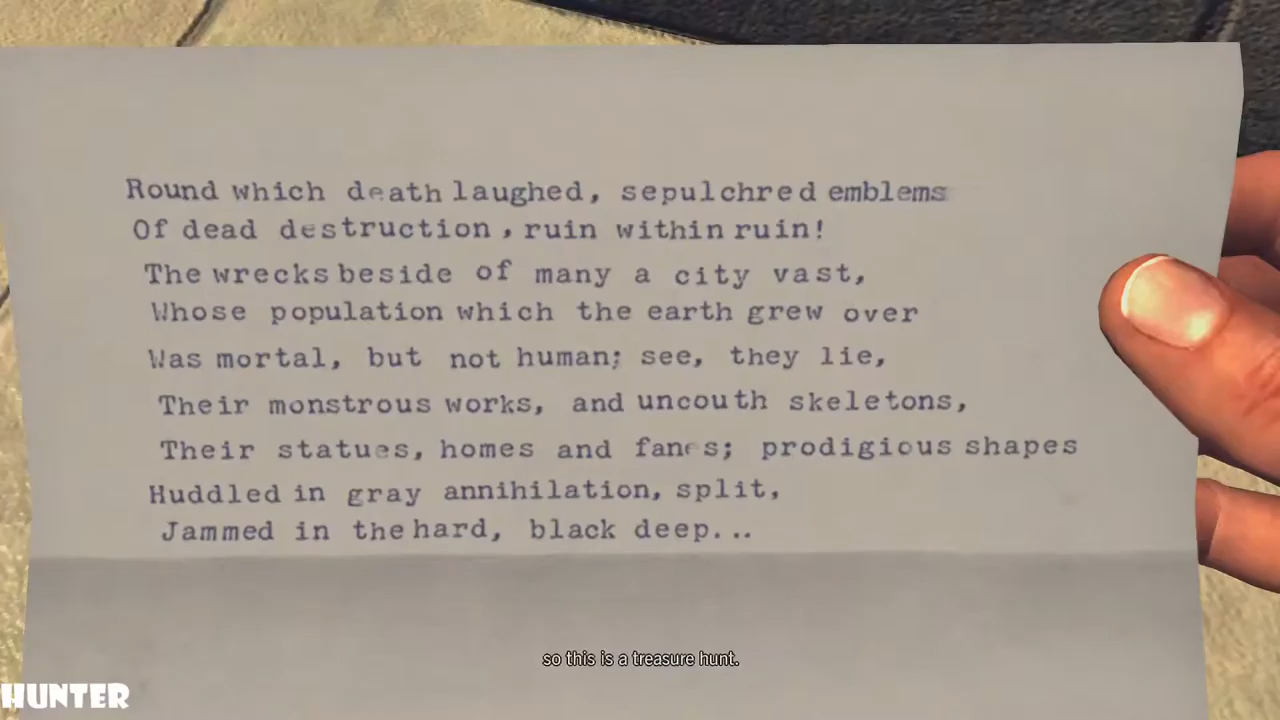 Round which death laughed, sepulchred emblems
Of dead destruction, ruin within ruin!
The wrecks beside of many a city vast,
Whose population which the earth grew over
Was mortal, but not human; see, they lie,
Their monstrous works, and uncouth skeletons,
Their statues, homes and fanes; prodigious shapes
Huddled in gray annihilation, split,
Jammed in the hard, black deep...
so this is a treasure hunt.
HUNTER